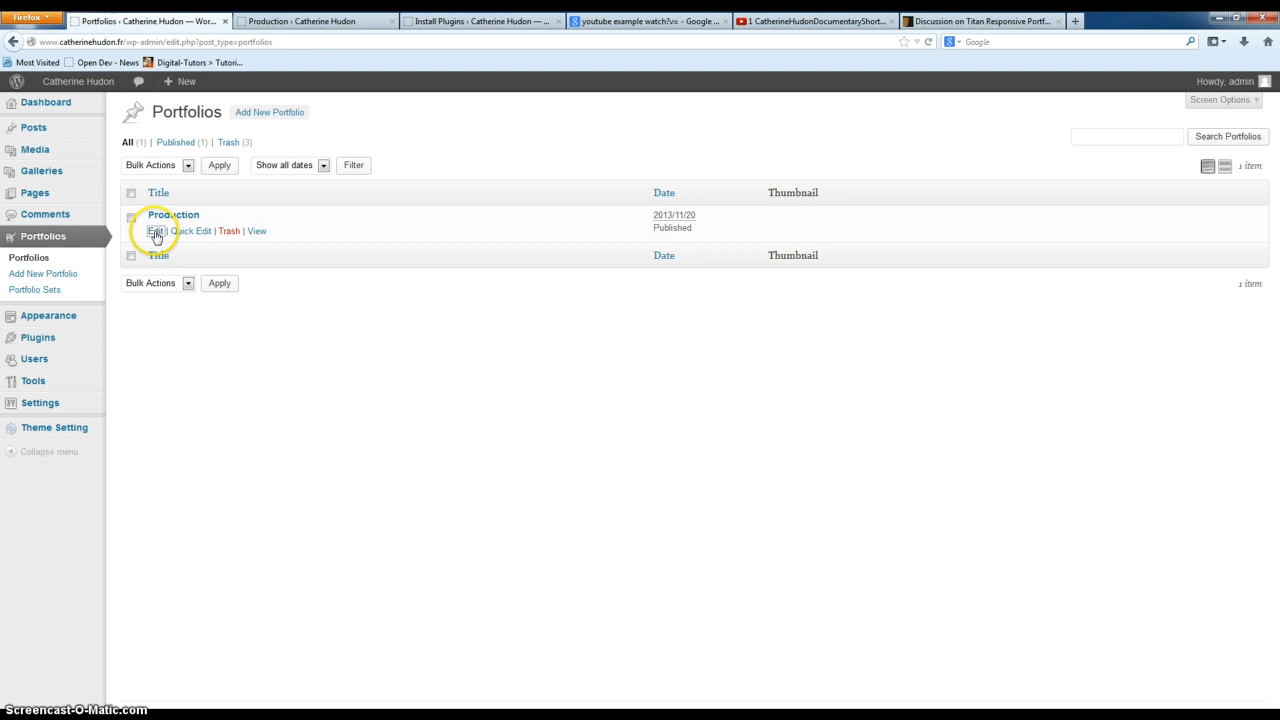 Firefox
Portfolios ‹ Catherine Hudon — Wor...
Production ‹ Catherine Hudon
Install Plugins ‹ Catherine Hudon — ...
youtube example watch?v= - Google ...
1 CatherineHudonDocumentaryShort...
Discussion on Titan Responsive Portf...
www.catherinehudon.fr/wp-admin/edit.php?post_type=portfolios
Google
Most Visited
Open Dev - News
Digital-Tutors > Tutori...
Catherine Hudon
New
Howdy, admin
Dashboard
Posts
Media
Galleries
Pages
Comments
Portfolios
Portfolios
Add New Portfolio
Portfolio Sets
Appearance
Plugins
Users
Tools
Settings
Theme Setting
Collapse menu
Screen Options
Portfolios Add New Portfolio
All (1) | Published (1) | Trash (3)
Search Portfolios
Bulk Actions Apply Show all dates Filter
1 item
Title Date Thumbnail
Production 2013/11/20
Published
Edit | Quick Edit | Trash | View
Title Date Thumbnail
Bulk Actions Apply
1 item
Screencast-O-Matic.com